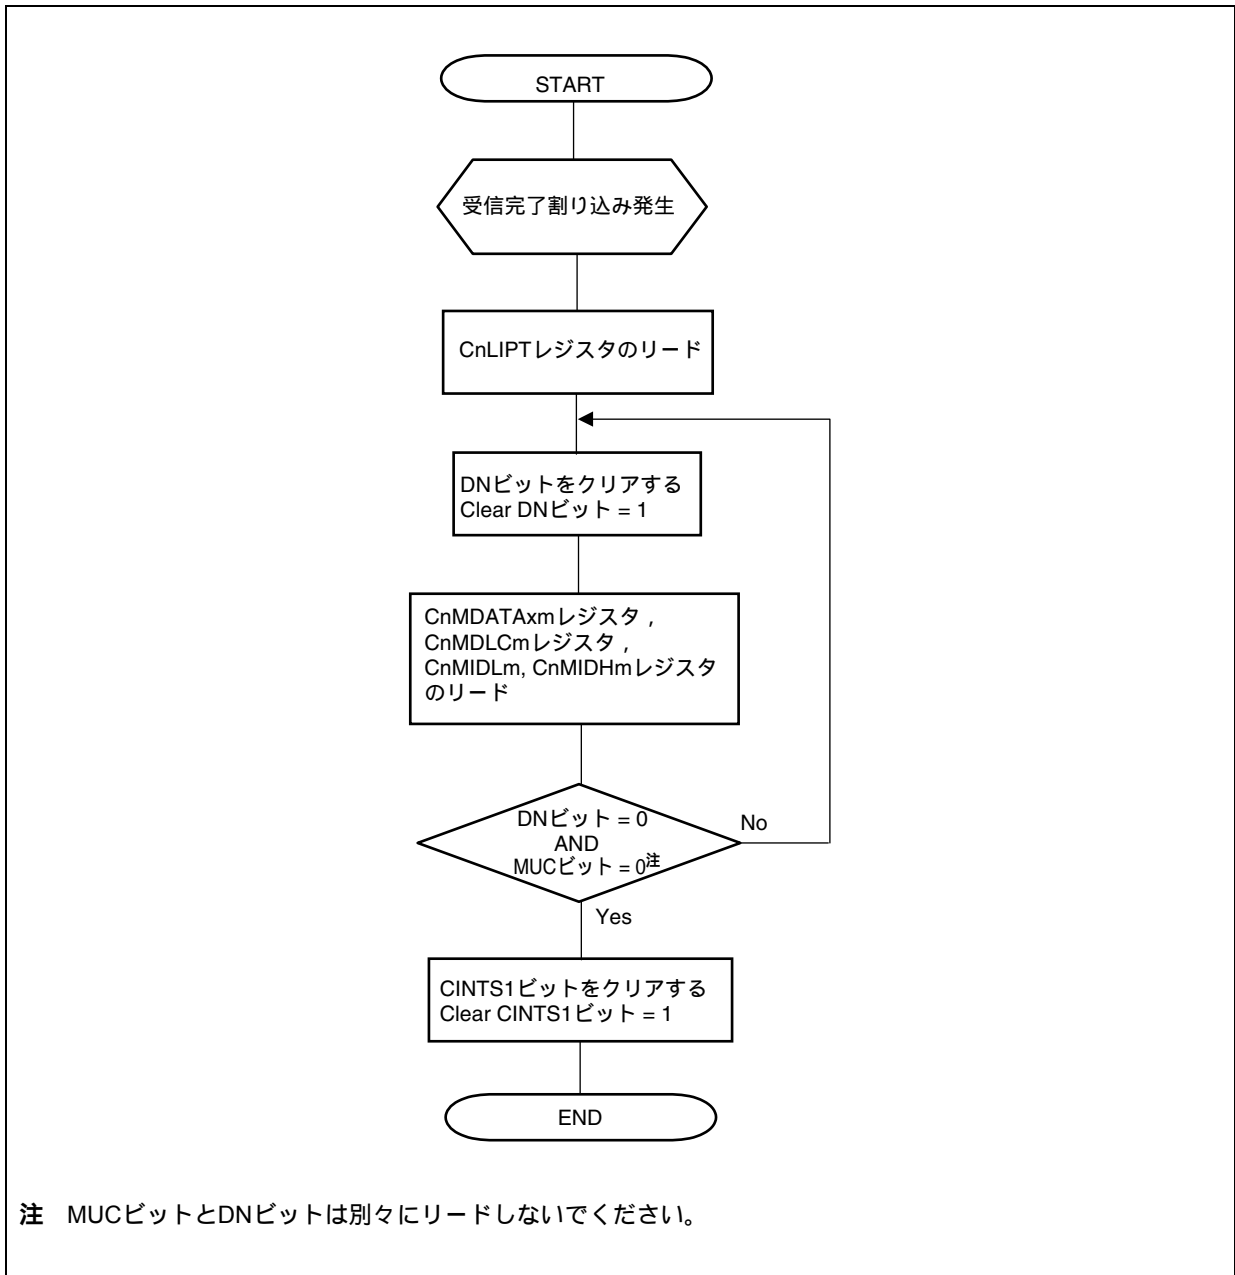 START
受信完了割り込み発生
CnLIPTレジスタのリード
DNビットをクリアする
Clear DNビット = 1
CnMDATAxmレジスタ，
CnMDLCmレジスタ，
CnMIDLm, CnMIDHmレジスタ
のリード
DNビット = 0
AND
MUCビット = 0注
No
Yes
CINTS1ビットをクリアする
Clear CINTS1ビット = 1
END
注　MUCビットとDNビットは別々にリードしないでください。